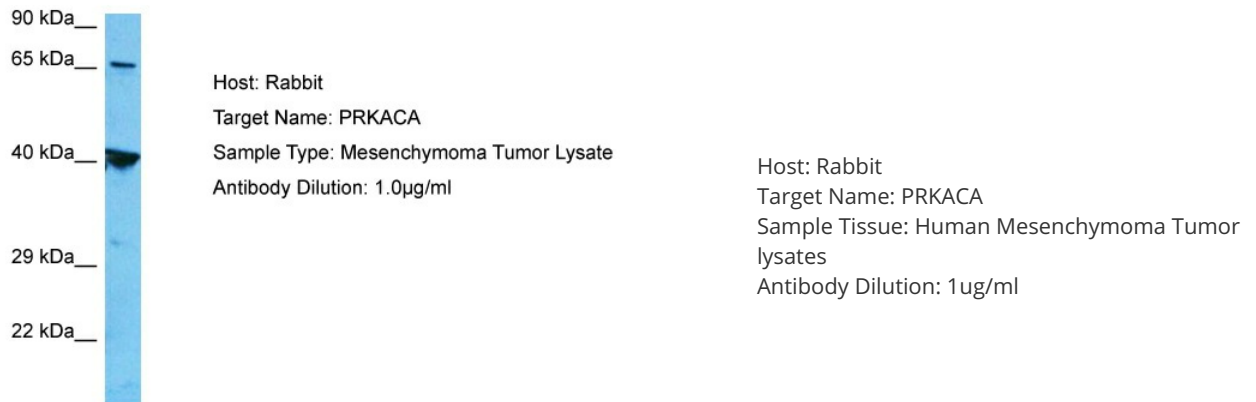 90 kDa__
65 kDa__
40 kDa__
29 kDa__
22 kDa__
Host: Rabbit
Target Name: PRKACA
Sample Type: Mesenchymoma Tumor Lysate
Antibody Dilution: 1.0µg/ml
Host: Rabbit
Target Name: PRKACA
Sample Tissue: Human Mesenchymoma Tumor
lysates
Antibody Dilution: 1ug/ml